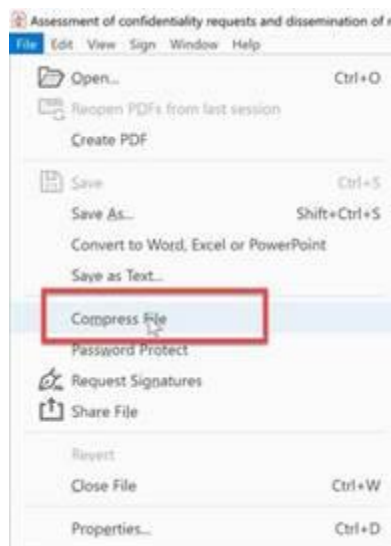 Assessment of confidentiality requests and dissemination of
File Edit View Sign Window Help
Open... Ctrl+O
Reopen PDFs from last session
Create PDF
Save Ctrl+S
Save As... Shift+Ctrl+S
Convert to Word, Excel or PowerPoint
Save as Text...
Compress File
Password Protect
Request Signatures
Share File
Revert
Close File Ctrl+W
Properties... Ctrl+D